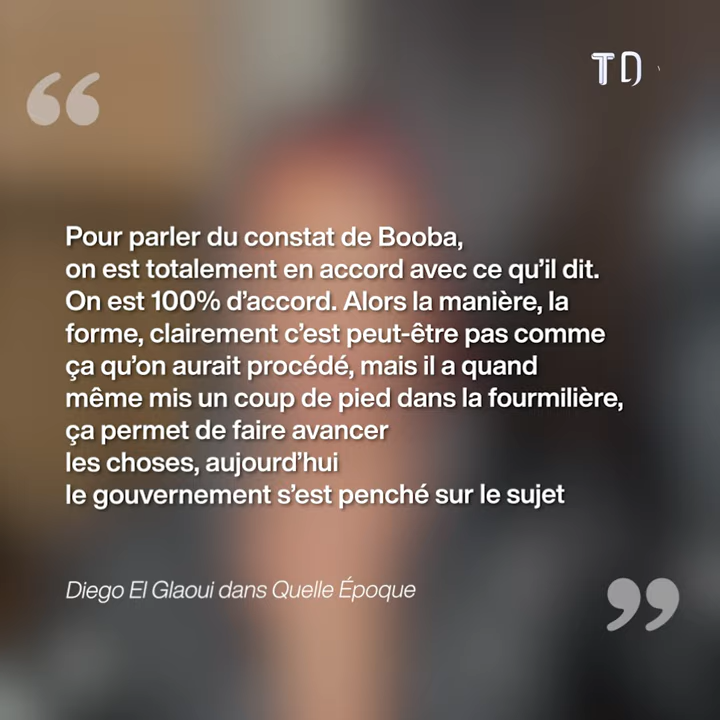 TD
Pour parler du constat de Booba,
on est totalement en accord avec ce qu’il dit.
On est 100% d’accord. Alors la manière, la
forme, clairement c’est peut-être pas comme
ça qu’on aurait procédé, mais il a quand
même mis un coup de pied dans la fourmilière,
ça permet de faire avancer
les choses, aujourd’hui
le gouvernement s’est penché sur le sujet
Diego El Glaoui dans Quelle Époque